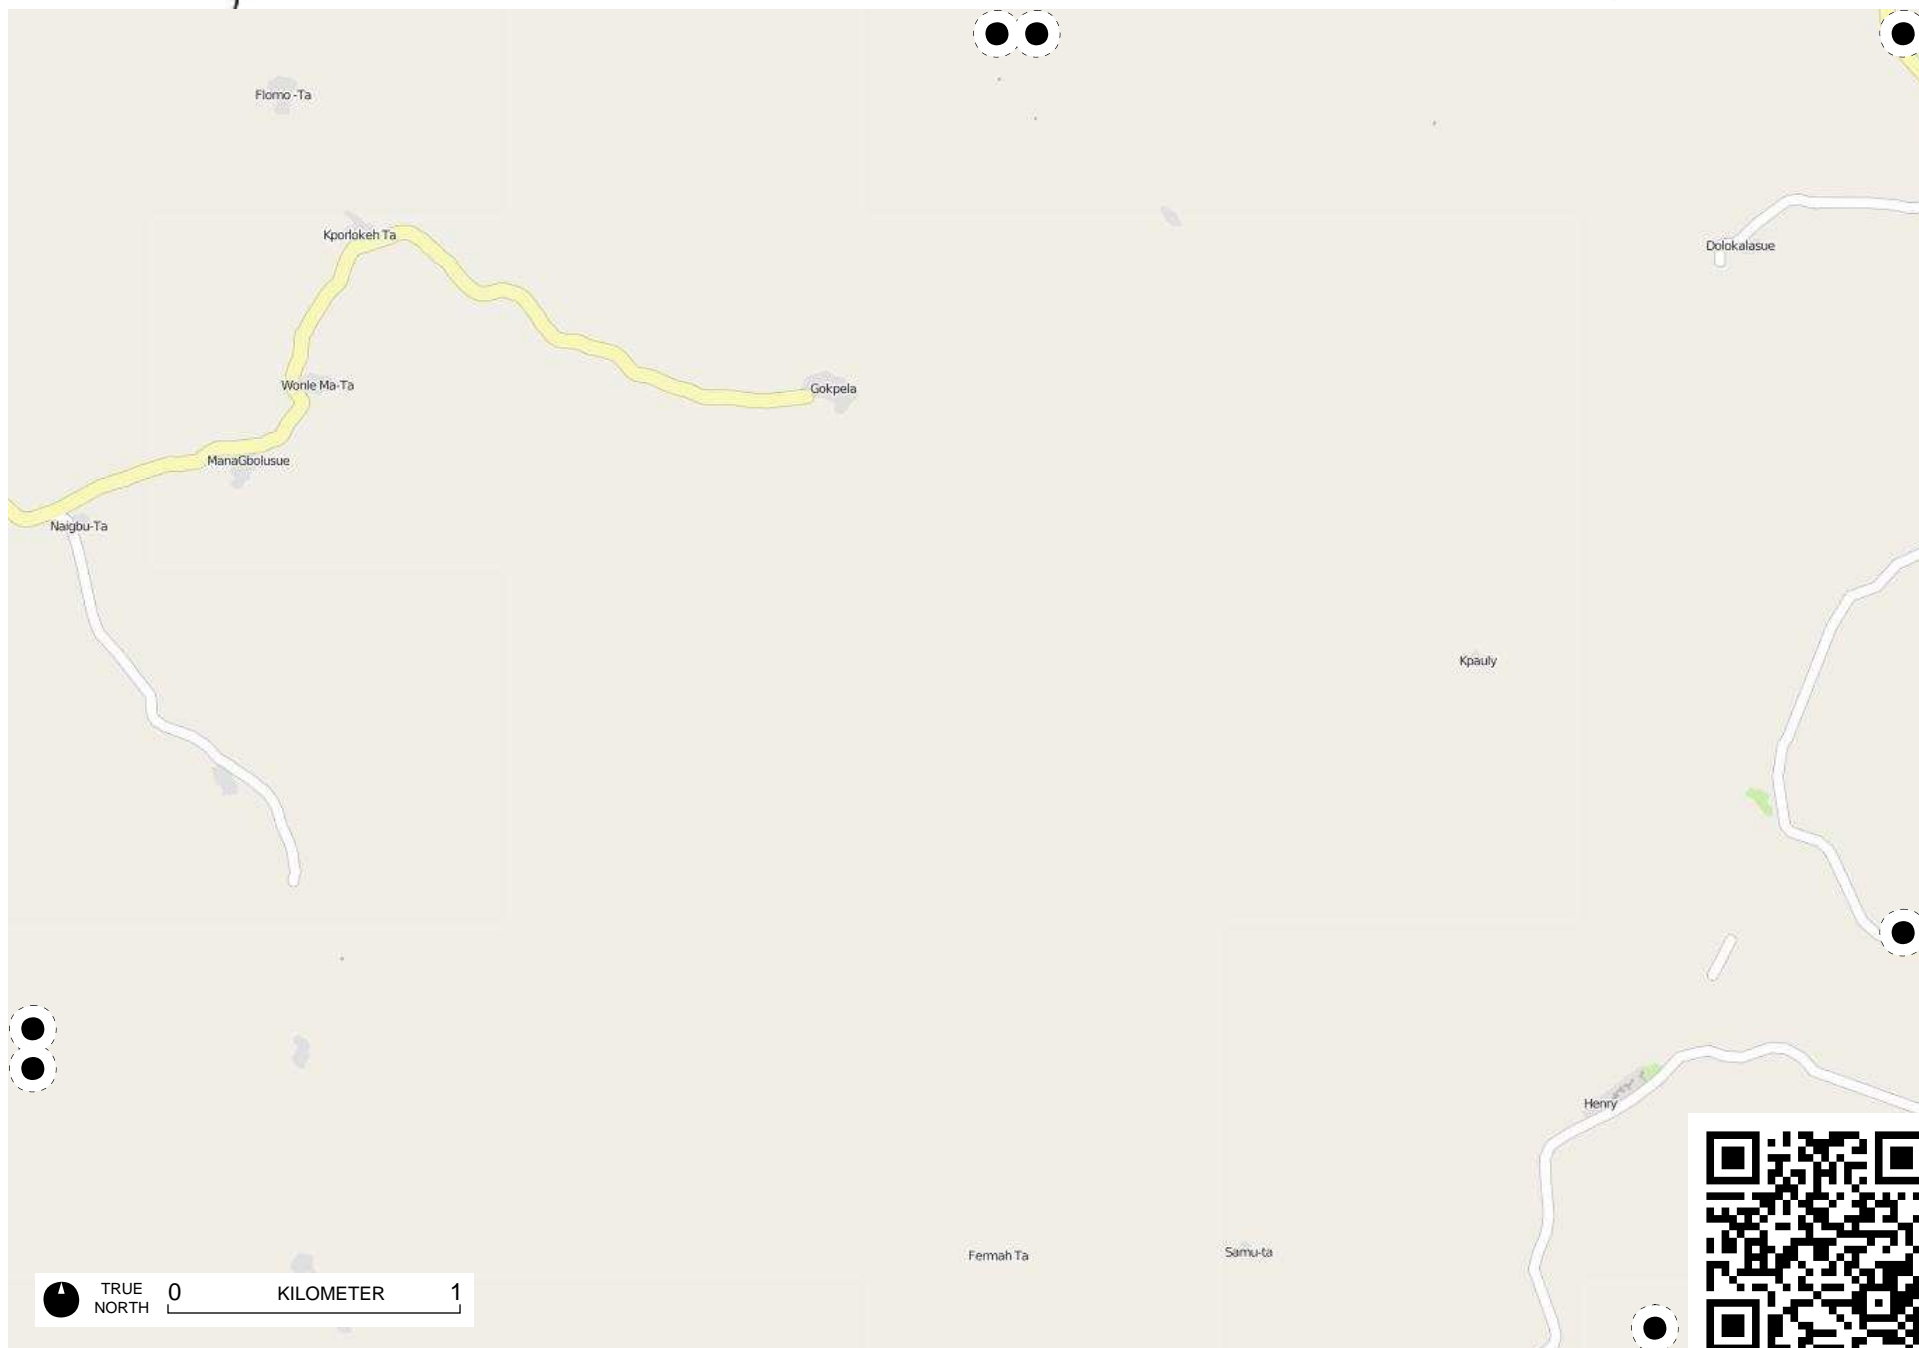 Flomo -Ta
Kporlokeh Ta
Dolokalasue
Wonle Ma-Ta
Gokpela
ManaGbolusue
Naigbu-Ta
Kpauly
Henry
Fermah Ta
Samu-ta
TRUE
NORTH
0 KILOMETER 1